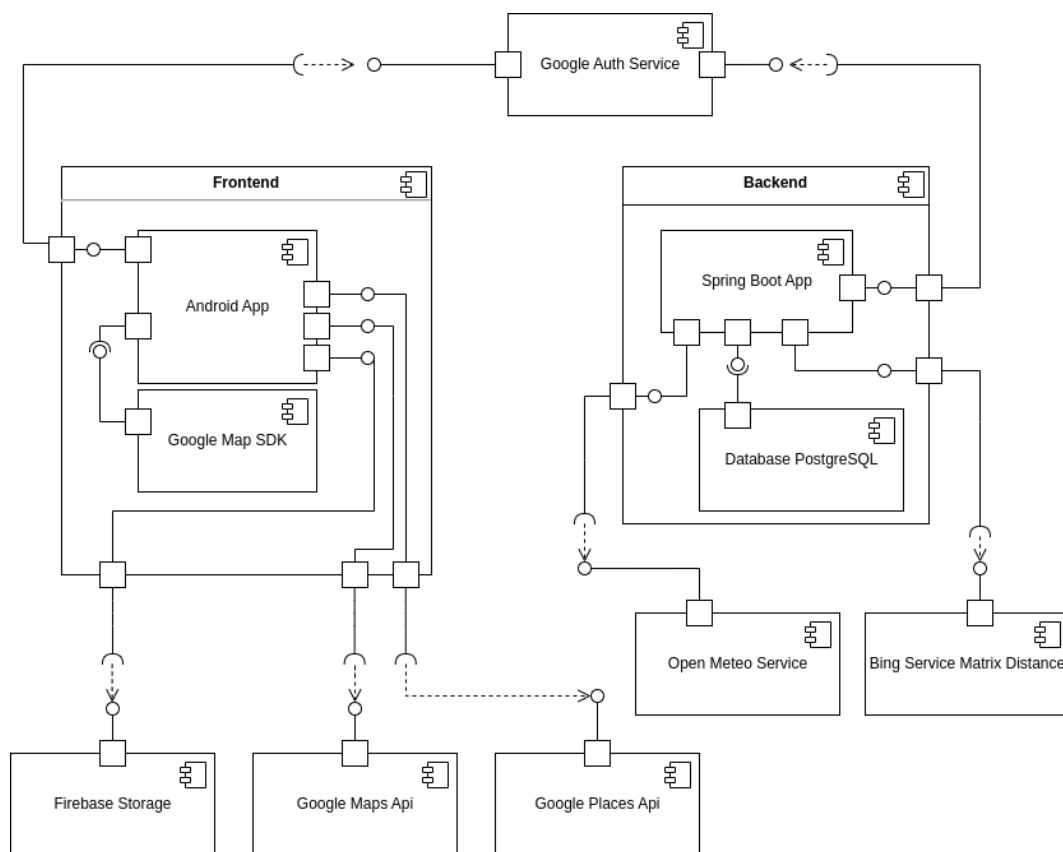 Google Auth Service
Frontend
Backend
Android App
Spring Boot App
Google Map SDK
Database PostgreSQL
Open Meteo Service
Bing Service Matrix Distance
Firebase Storage
Google Maps Api
Google Places Api